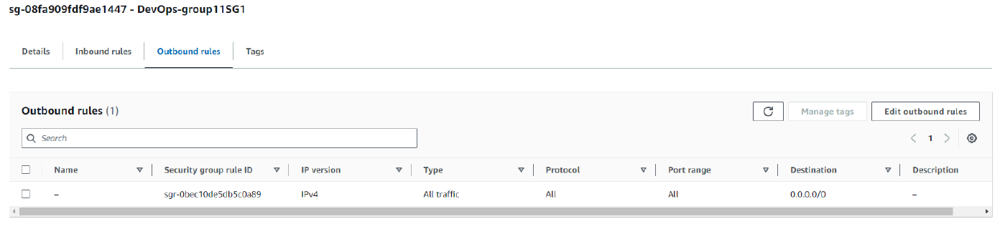 sg-08fa909fdf9ae1447 - DevOps-group11SG1
Details Inbound rules Outbound rules Tags
Outbound rules (1) Manage tags Edit outbound rules
Search 1
Name Security group rule ID IP version Type Protocol Port range Destination Description
– sgr-0bec10de5db5c0a89 IPv4 All traffic All All 0.0.0.0/0 –